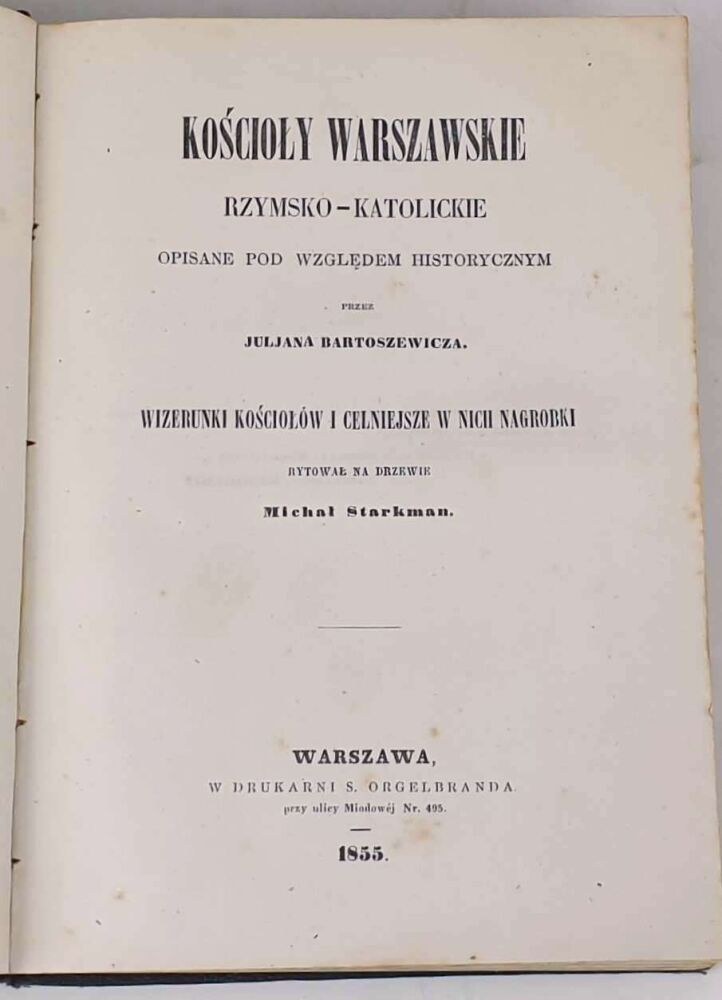 KOŚCIOŁY WARSZAWSKIE
RZYMSKO-KATOLICKIE
OPISANE POD WZGLĘDEM HISTORYCZNYM
PRZEZ
JULJANA BARTOSZEWICZA.
WIZERUNKI KOŚCIOŁÓW I CELNIEJSZE W NICH NAGROBKI
RYTOWAŁ NA DRZEWIE
Michał Starkman.
WARSZAWA,
W DRUKARNI S. ORGELBRANDA.
przy ulicy Miodowéj Nr. 495.
1855.